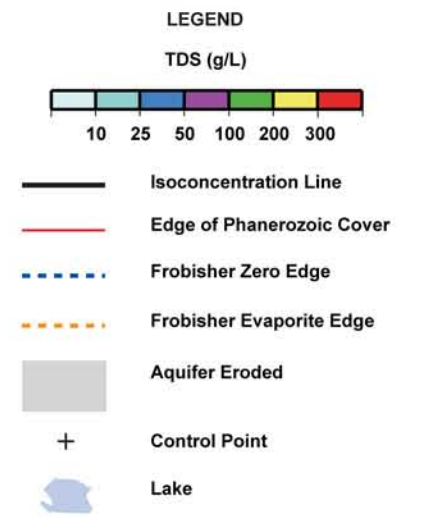 LEGEND
TDS (g/L)
10 25 50 100 200 300
Isoconcentration Line
Edge of Phanerozoic Cover
Frobisher Zero Edge
Frobisher Evaporite Edge
Aquifer Eroded
Control Point
Lake